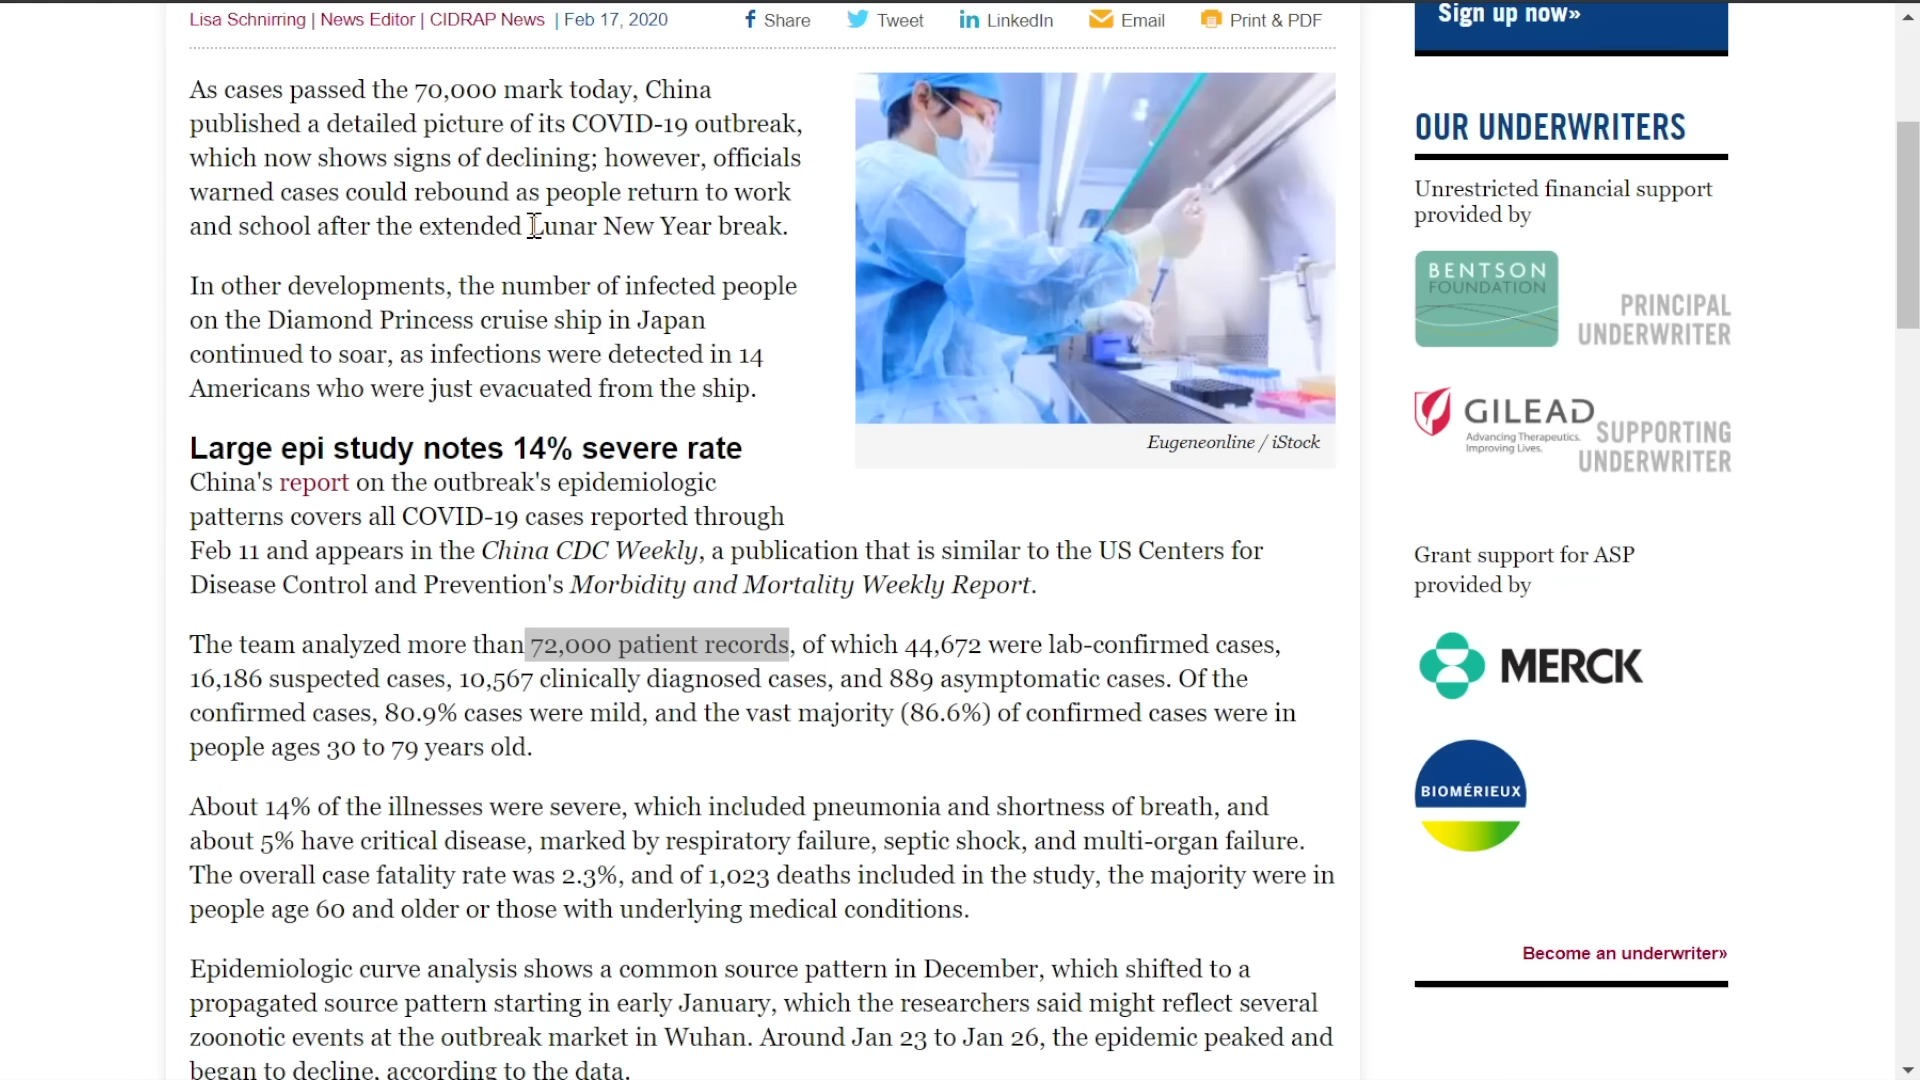 Lisa Schnirring | News Editor | CIDRAP News | Feb 17, 2020
Share
Tweet
LinkedIn
Email
Print & PDF
As cases passed the 70,000 mark today, China
published a detailed picture of its COVID-19 outbreak,
which now shows signs of declining; however, officials
warned cases could rebound as people return to work
and school after the extended Lunar New Year break.
In other developments, the number of infected people
on the Diamond Princess cruise ship in Japan
continued to soar, as infections were detected in 14
Americans who were just evacuated from the ship.
Eugeneonline / iStock
Large epi study notes 14% severe rate
China's report on the outbreak's epidemiologic
patterns covers all COVID-19 cases reported through
Feb 11 and appears in the China CDC Weekly, a publication that is similar to the US Centers for
Disease Control and Prevention's Morbidity and Mortality Weekly Report.
The team analyzed more than 72,000 patient records, of which 44,672 were lab-confirmed cases,
16,186 suspected cases, 10,567 clinically diagnosed cases, and 889 asymptomatic cases. Of the
confirmed cases, 80.9% cases were mild, and the vast majority (86.6%) of confirmed cases were in
people ages 30 to 79 years old.
About 14% of the illnesses were severe, which included pneumonia and shortness of breath, and
about 5% have critical disease, marked by respiratory failure, septic shock, and multi-organ failure.
The overall case fatality rate was 2.3%, and of 1,023 deaths included in the study, the majority were in
people age 60 and older or those with underlying medical conditions.
Epidemiologic curve analysis shows a common source pattern in December, which shifted to a
propagated source pattern starting in early January, which the researchers said might reflect several
zoonotic events at the outbreak market in Wuhan. Around Jan 23 to Jan 26, the epidemic peaked and
began to decline, according to the data.
Sign up now»
OUR UNDERWRITERS
Unrestricted financial support
provided by
BENTSON
FOUNDATION
PRINCIPAL
UNDERWRITER
GILEAD
Advancing Therapeutics.
Improving Lives.
SUPPORTING
UNDERWRITER
Grant support for ASP
provided by
MERCK
BIOMÉRIEUX
Become an underwriter»